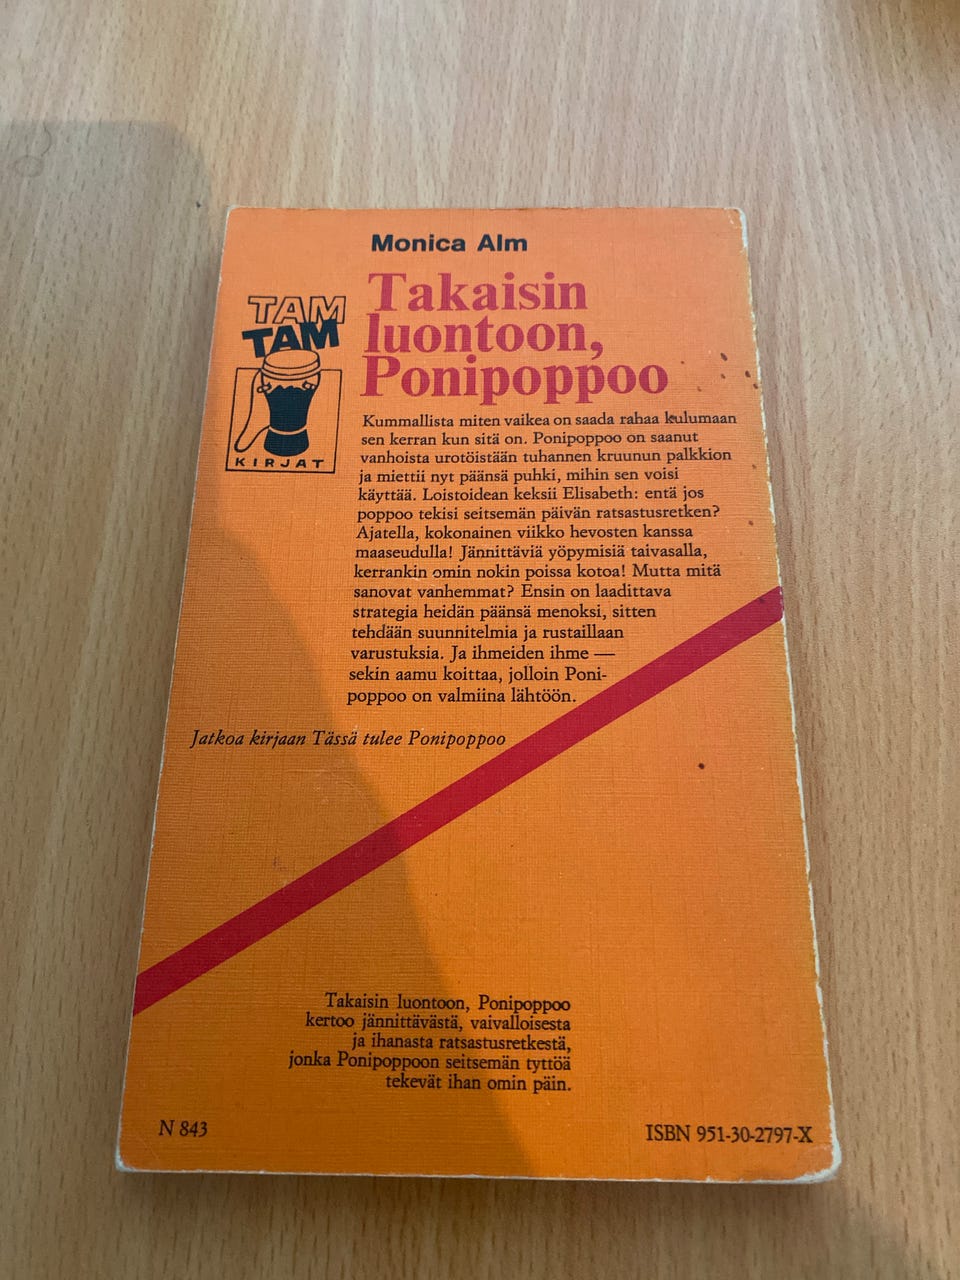 Monica Alm
Takaisin
luontoon,
Ponipoppoo
TAM
TAM
KIRJAT
Kummallista miten vaikea on saada rahaa kulumaan
sen kerran kun sitä on. Ponipoppoo on saanut
vanhoista urotöistään tuhannen kruunun palkkion
ja miettii nyt päänsä puhki, mihin sen voisi
käyttää. Loistoidean keksii Elisabeth: entä jos
poppoo tekisi seitsemän päivän ratsastusretken?
Ajatella, kokonainen viikko hevosten kanssa
maaseudulla! Jännittäviä yöpymisiä taivasalla,
kerrankin omin nokin poissa kotoa! Mutta mitä
sanovat vanhemmat? Ensin on laadittava
strategia heidän päänsä menoksi, sitten
tehdään suunnitelmia ja rustaillaan
varustuksia. Ja ihmeiden ihme —
sekin aamu koittaa, jolloin Poni-
poppoo on valmiina lähtöön.
Jatkoa kirjaan Tässä tulee Ponipoppoo
Takaisin luontoon, Ponipoppoo
kertoo jännittävästä, vaivalloisesta
ja ihanasta ratsastusretkestä,
jonka Ponipoppoon seitsemän tyttöä
tekevät ihan omin päin.
N 843
ISBN 951-30-2797-X